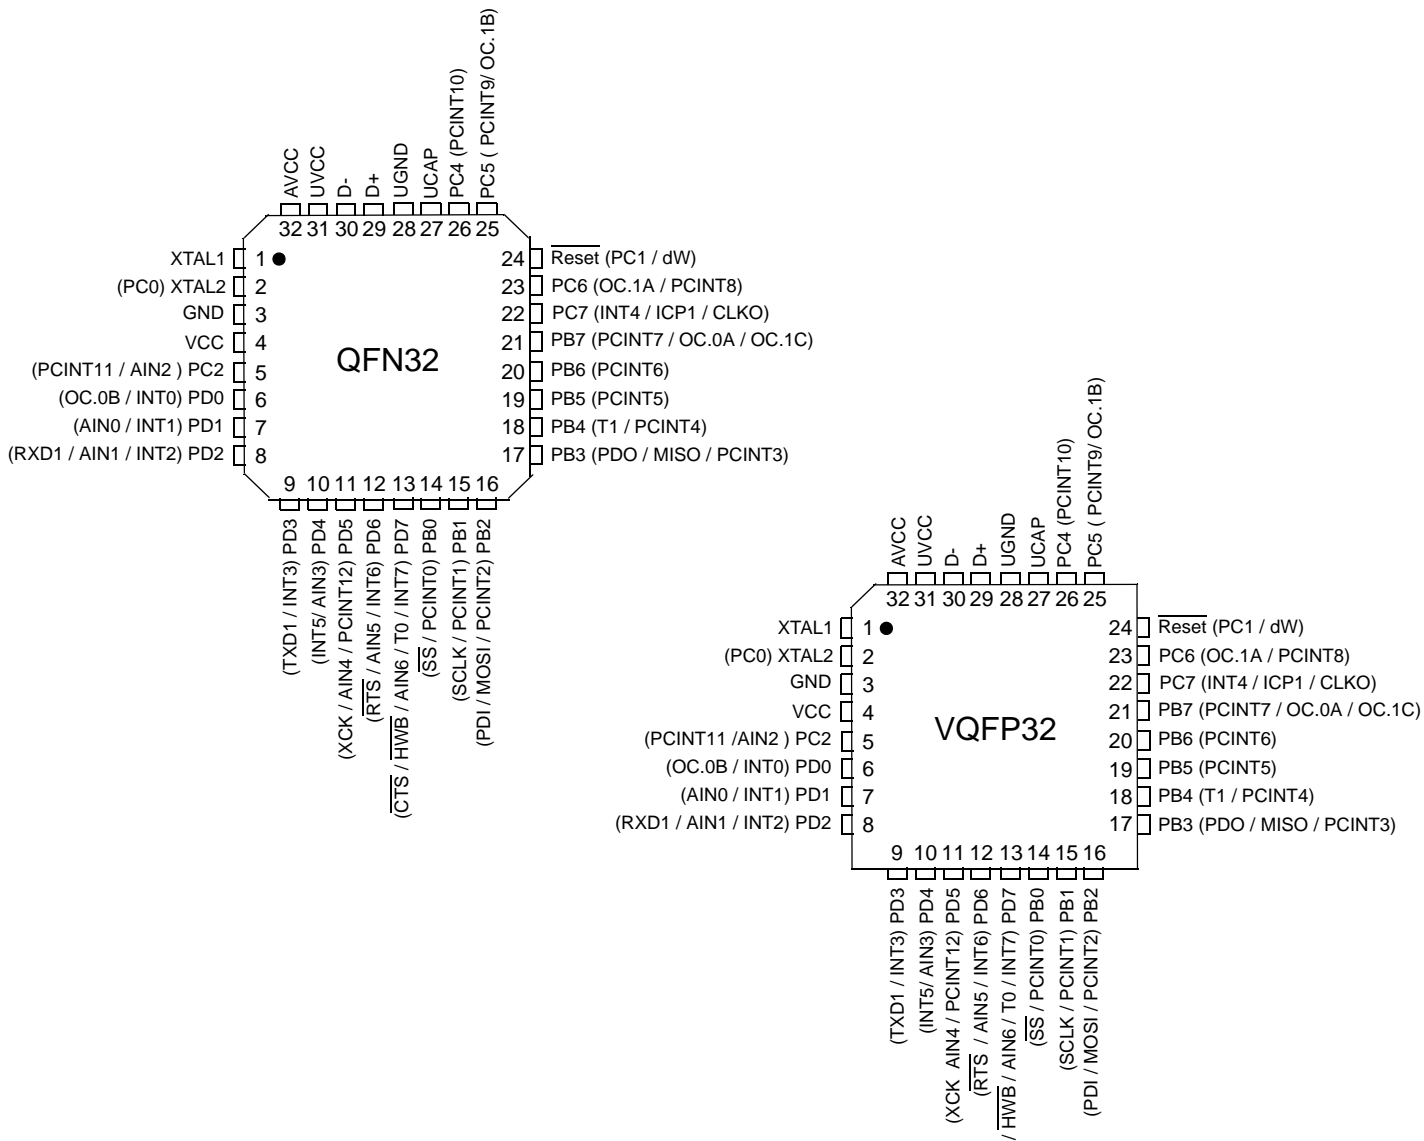 AVCC
UVCC
D-
D+
UGND
UCAP
PC4 (PCINT10)
PC5 ( PCINT9/ OC.1B)
32 31 30 29 28 27 26 25
XTAL1 1
(PC0) XTAL2 2
GND 3
VCC 4
(PCINT11 / AIN2 ) PC2 5
(OC.0B / INT0) PD0 6
(AIN0 / INT1) PD1 7
(RXD1 / AIN1 / INT2) PD2 8
QFN32
24 Reset (PC1 / dW)
23 PC6 (OC.1A / PCINT8)
22 PC7 (INT4 / ICP1 / CLKO)
21 PB7 (PCINT7 / OC.0A / OC.1C)
20 PB6 (PCINT6)
19 PB5 (PCINT5)
18 PB4 (T1 / PCINT4)
17 PB3 (PDO / MISO / PCINT3)
9 10 11 12 13 14 15 16
(TXD1 / INT3) PD3
(INT5/ AIN3) PD4
(XCK / AIN4 / PCINT12) PD5
(RTS / AIN5 / INT6) PD6
(CTS / HWB / AIN6 / T0 / INT7) PD7
(SS / PCINT0) PB0
(SCLK / PCINT1) PB1
(PDI / MOSI / PCINT2) PB2
AVCC
UVCC
D-
D+
UGND
UCAP
PC4 (PCINT10)
PC5 ( PCINT9/ OC.1B)
32 31 30 29 28 27 26 25
XTAL1 1
(PC0) XTAL2 2
GND 3
VCC 4
(PCINT11 /AIN2 ) PC2 5
(OC.0B / INT0) PD0 6
(AIN0 / INT1) PD1 7
(RXD1 / AIN1 / INT2) PD2 8
VQFP32
24 Reset (PC1 / dW)
23 PC6 (OC.1A / PCINT8)
22 PC7 (INT4 / ICP1 / CLKO)
21 PB7 (PCINT7 / OC.0A / OC.1C)
20 PB6 (PCINT6)
19 PB5 (PCINT5)
18 PB4 (T1 / PCINT4)
17 PB3 (PDO / MISO / PCINT3)
9 10 11 12 13 14 15 16
(TXD1 / INT3) PD3
(INT5/ AIN3) PD4
(XCK AIN4 / PCINT12) PD5
(RTS / AIN5 / INT6) PD6
/ HWB / AIN6 / T0 / INT7) PD7
(SS / PCINT0) PB0
(SCLK / PCINT1) PB1
(PDI / MOSI / PCINT2) PB2